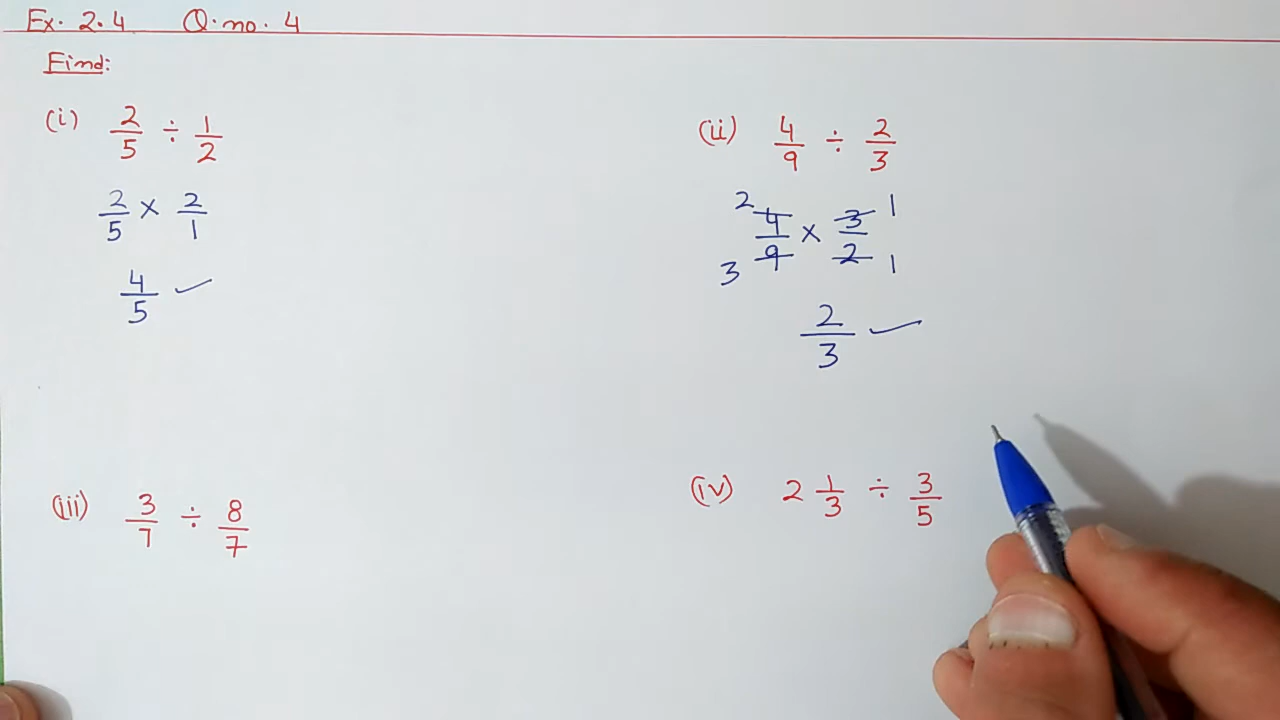 Ex. 2.4 Q.no. 4
Find:
(i) 2/5 ÷ 1/2
2/5 × 2/1
4/5 ✓
(ii) 4/9 ÷ 2/3
2 4/9 3 × 3/2 1 1
2/3 ✓
(iii) 3/7 ÷ 8/7
(iv) 2 1/3 ÷ 3/5